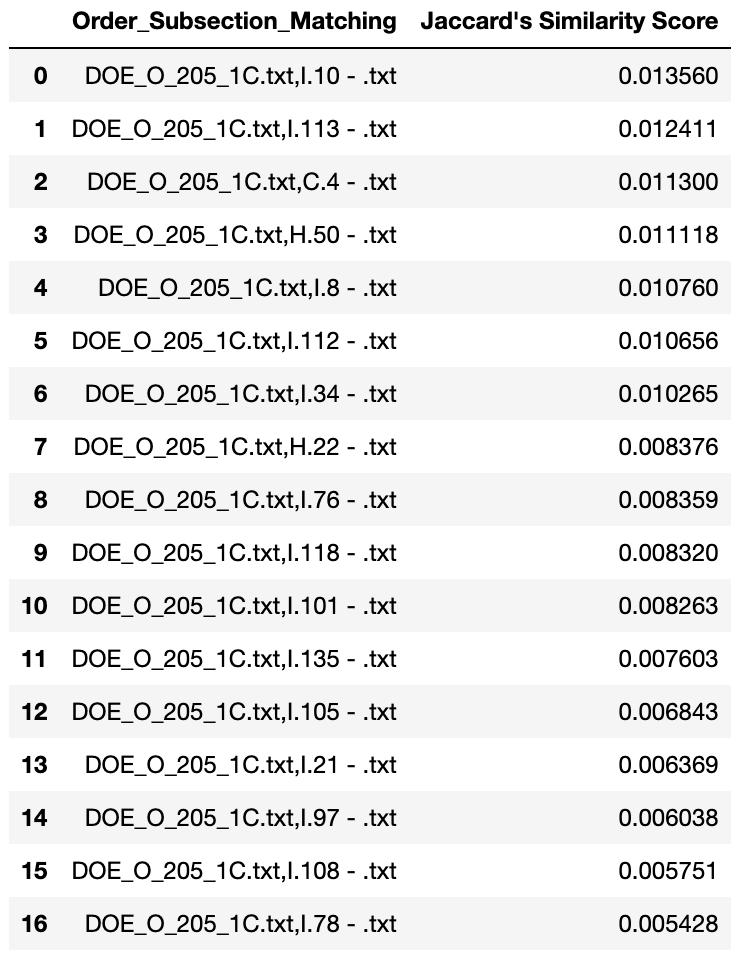 Order_Subsection_Matching Jaccard's Similarity Score
0 DOE_O_205_1C.txt,I.10 - .txt 0.013560
1 DOE_O_205_1C.txt,I.113 - .txt 0.012411
2 DOE_O_205_1C.txt,C.4 - .txt 0.011300
3 DOE_O_205_1C.txt,H.50 - .txt 0.011118
4 DOE_O_205_1C.txt,I.8 - .txt 0.010760
5 DOE_O_205_1C.txt,I.112 - .txt 0.010656
6 DOE_O_205_1C.txt,I.34 - .txt 0.010265
7 DOE_O_205_1C.txt,H.22 - .txt 0.008376
8 DOE_O_205_1C.txt,I.76 - .txt 0.008359
9 DOE_O_205_1C.txt,I.118 - .txt 0.008320
10 DOE_O_205_1C.txt,I.101 - .txt 0.008263
11 DOE_O_205_1C.txt,I.135 - .txt 0.007603
12 DOE_O_205_1C.txt,I.105 - .txt 0.006843
13 DOE_O_205_1C.txt,I.21 - .txt 0.006369
14 DOE_O_205_1C.txt,I.97 - .txt 0.006038
15 DOE_O_205_1C.txt,I.108 - .txt 0.005751
16 DOE_O_205_1C.txt,I.78 - .txt 0.005428